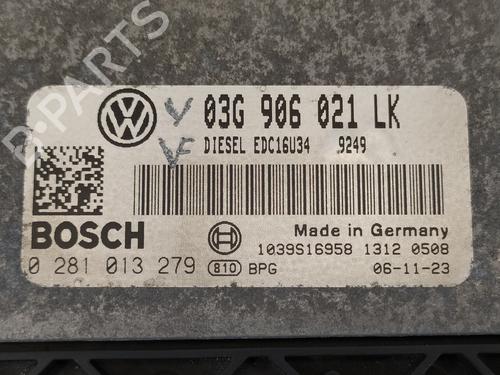 V 03G 906 021 LK
VF DIESEL EDC16U34 9249
BOSCH
Made in Germany
1039S16958 1312 0508
0 281 013 279 810 BPG 06-11-23
B-PARTS